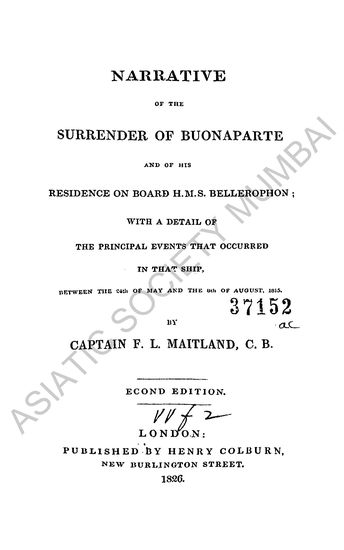 NARRATIVE
OF THE
SURRENDER OF BUONAPARTE
AND OF HIS
RESIDENCE ON BOARD H.M.S. BELLEROPHON;
WITH A DETAIL OF
THE PRINCIPAL EVENTS THAT OCCURRED
IN THAT SHIP,
BETWEEN THE 24th OF MAY AND THE 8th OF AUGUST, 1815.
37152
ac
BY
CAPTAIN F. L. MAITLAND, C. B.
ECOND EDITION.
LONDON:
PUBLISHED BY HENRY COLBURN,
NEW BURLINGTON STREET.
1826.
ASIATIC SOCIETY MUMBAI